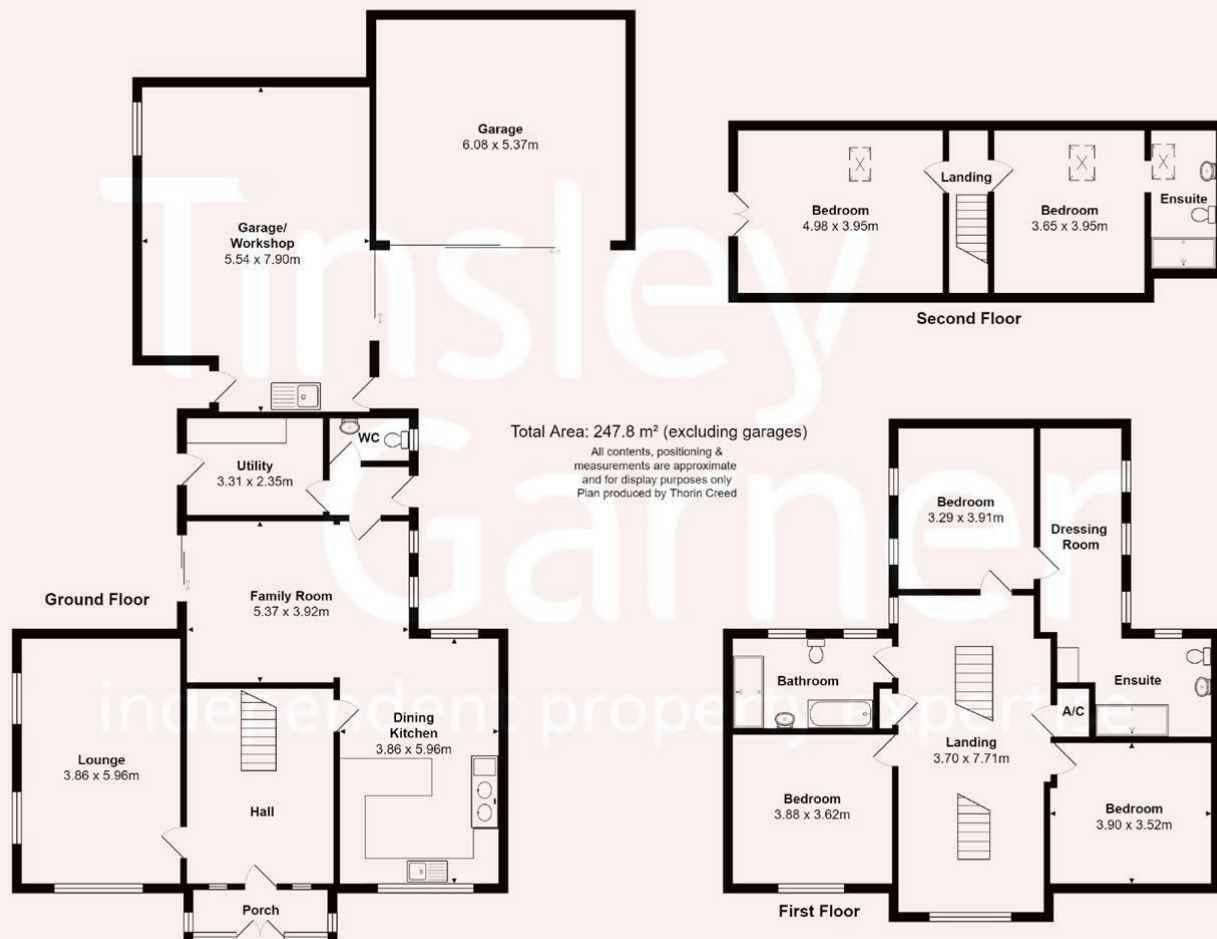 Garage
6.08 x 5.37m
Garage/
Workshop
5.54 x 7.90m
Landing
Bedroom
4.98 x 3.95m
Bedroom
3.65 x 3.95m
Ensuite
Second Floor
Tinsley
Garner
independent property expertise
Total Area: 247.8 m² (excluding garages)
All contents, positioning &
measurements are approximate
and for display purposes only
Plan produced by Thorin Creed
WC
Utility
3.31 x 2.35m
Family Room
5.37 x 3.92m
Ground Floor
Dining
Kitchen
3.86 x 5.96m
Lounge
3.86 x 5.96m
Hall
Porch
Bedroom
3.29 x 3.91m
Dressing
Room
Bathroom
Ensuite
A/C
Landing
3.70 x 7.71m
Bedroom
3.88 x 3.62m
Bedroom
3.90 x 3.52m
First Floor